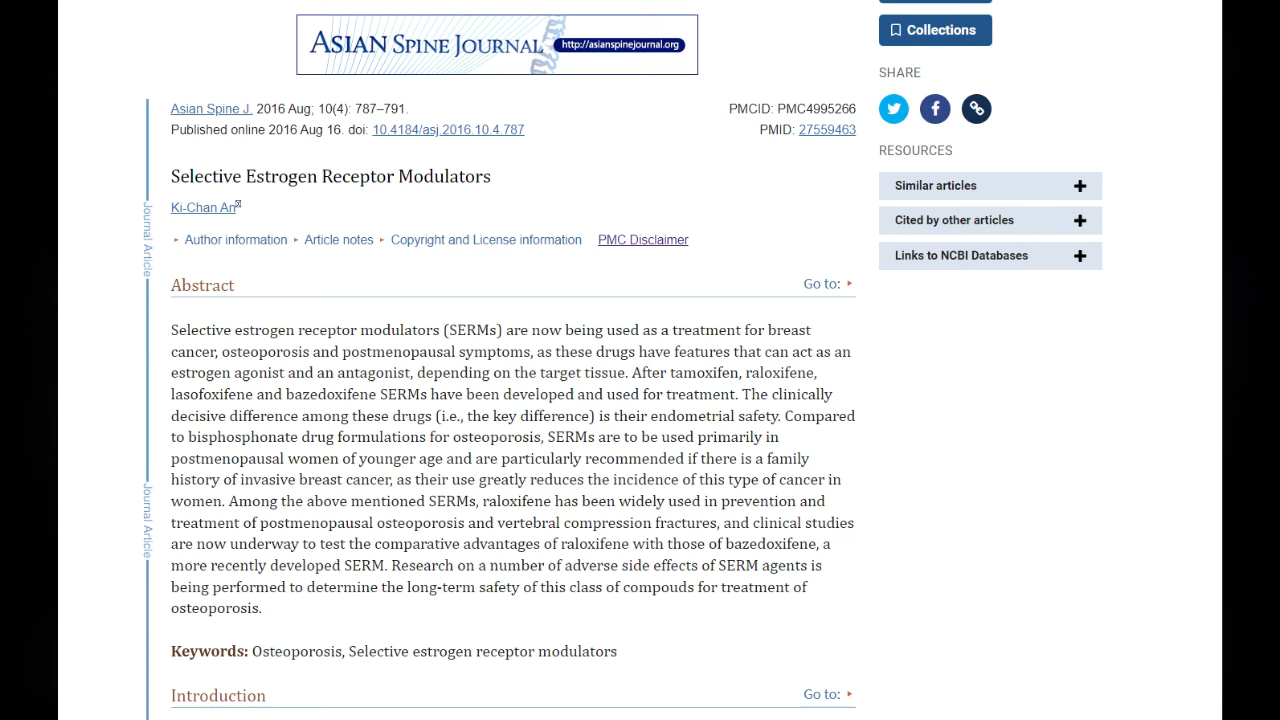 ASIAN SPINE JOURNAL http://asianspinejournal.org
Collections
SHARE
Asian Spine J. 2016 Aug; 10(4): 787–791.
PMCID: PMC4995266
Published online 2016 Aug 16. doi: 10.4184/asj.2016.10.4.787
PMID: 27559463
RESOURCES
Similar articles
Cited by other articles
Links to NCBI Databases
Selective Estrogen Receptor Modulators
Ki-Chan An
Author information Article notes Copyright and License information PMC Disclaimer
Journal Article
Journal Article
Abstract
Go to:
Selective estrogen receptor modulators (SERMs) are now being used as a treatment for breast
cancer, osteoporosis and postmenopausal symptoms, as these drugs have features that can act as an
estrogen agonist and an antagonist, depending on the target tissue. After tamoxifen, raloxifene,
lasofoxifene and bazedoxifene SERMs have been developed and used for treatment. The clinically
decisive difference among these drugs (i.e., the key difference) is their endometrial safety. Compared
to bisphosphonate drug formulations for osteoporosis, SERMs are to be used primarily in
postmenopausal women of younger age and are particularly recommended if there is a family
history of invasive breast cancer, as their use greatly reduces the incidence of this type of cancer in
women. Among the above mentioned SERMs, raloxifene has been widely used in prevention and
treatment of postmenopausal osteoporosis and vertebral compression fractures, and clinical studies
are now underway to test the comparative advantages of raloxifene with those of bazedoxifene, a
more recently developed SERM. Research on a number of adverse side effects of SERM agents is
being performed to determine the long-term safety of this class of compouds for treatment of
osteoporosis.
Keywords: Osteoporosis, Selective estrogen receptor modulators
Introduction
Go to: